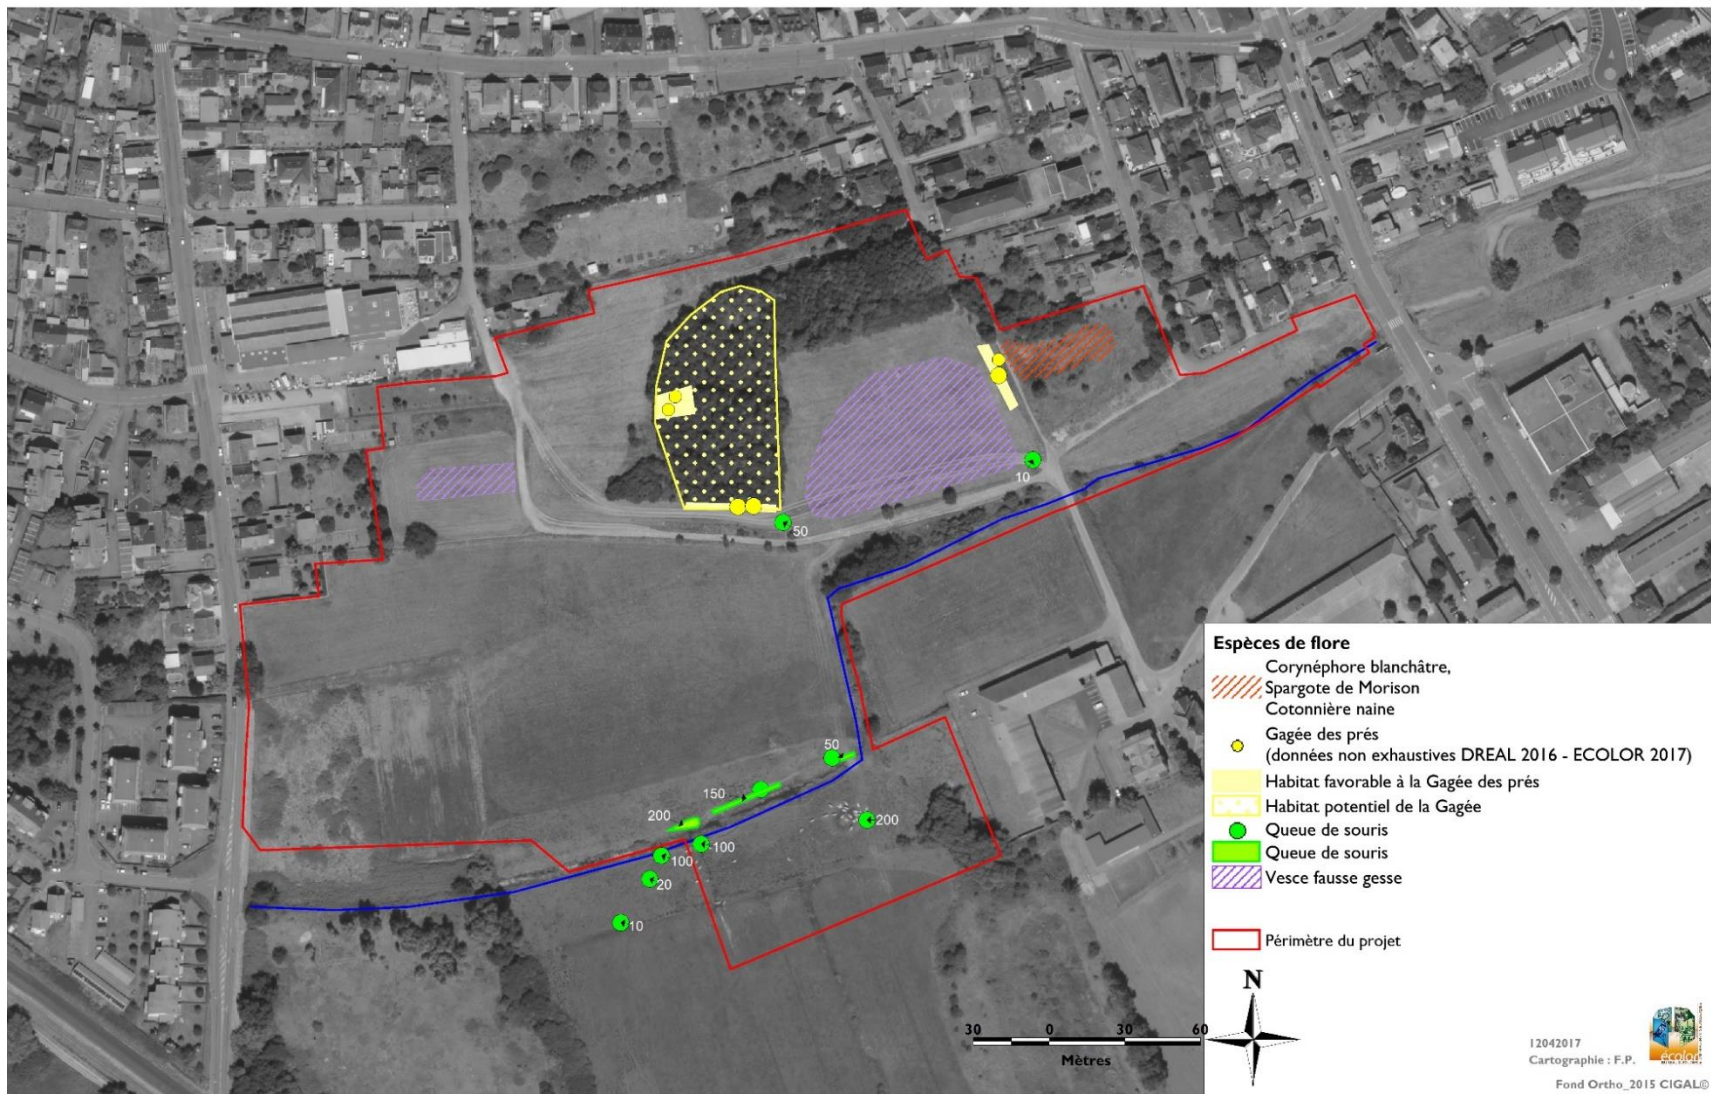 10
50
50
150
200
200
100
100
20
10
Espèces de flore
Corynéphore blanchâtre,
Spargote de Morison
Cotonnière naine
Gagée des prés
(données non exhaustives DREAL 2016 - ECOLOR 2017)
Habitat favorable à la Gagée des prés
Habitat potentiel de la Gagée
Queue de souris
Queue de souris
Vesce fausse gesse
Périmètre du projet
N
30 0 30 60
Mètres
12042017
Cartographie : F.P.
écolor
Fond Ortho_2015 CIGAL©